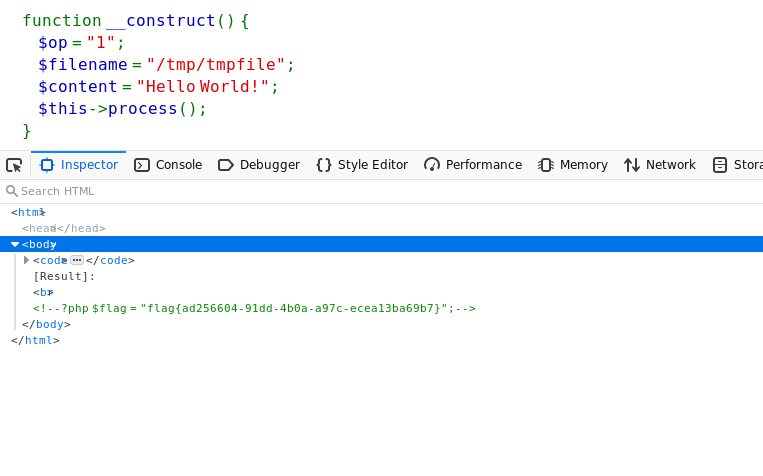 function __construct() {
$op = "1";
$filename = "/tmp/tmpfile";
$content = "Hello World!";
$this->process();
}
Inspector Console Debugger Style Editor Performance Memory Network Stora
Search HTML
<html>
<head></head>
<body>
<code></code>
[Result]:
<br>
<!--?php $flag = "flag{ad256604-91dd-4b0a-a97c-ecea13ba69b7}";-->
</body>
</html>